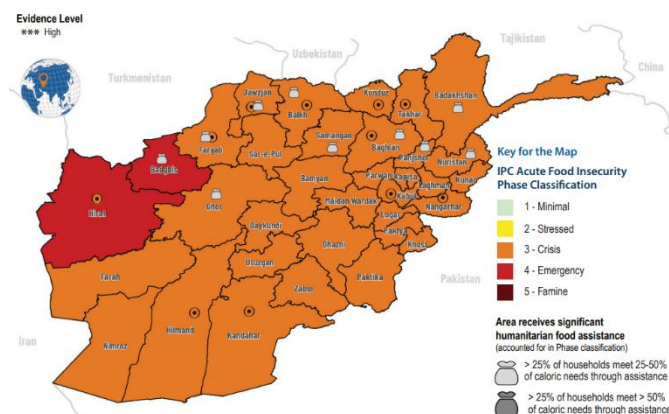 Evidence Level
*** High
Uzbekistan
Tajikistan
China
Turkmenistan
Jawzjan
Balkh
Kunduz
Takhar
Badakhshan
Faryab
Samangan
Baghlan
Sar-e-Pul
Panjsher
Nuristan
Badghis
Hirat
Ghor
Bamyan
Parwan
Kapisa
Kunar
Laghman
Kabul
Maidan Wardak
Nangarhar
Logar
Daykundi
Paktya
Ghazni
Khost
Uruzgan
Paktika
Farah
Zabul
Nimroz
Hilmand
Kandahar
Iran
Pakistan
Key for the Map
IPC Acute Food Insecurity
Phase Classification
1 - Minimal
2 - Stressed
3 - Crisis
4 - Emergency
5 - Famine
Area receives significant
humanitarian food assistance
(accounted for in Phase classification)
> 25% of households meet 25-50%
of caloric needs through assistance
> 25% of households meet > 50%
of caloric needs through assistance